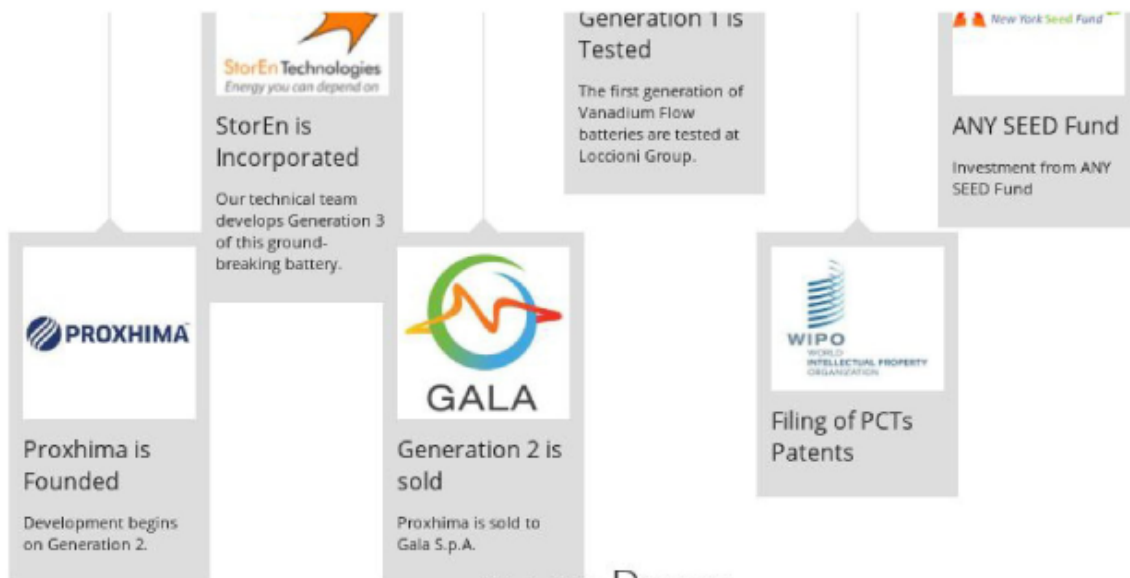 StorEn Technologies
Energy you can depend on
StorEn is
Incorporated
Our technical team
develops Generation 3
of this ground-
breaking battery.
Generation 1 is
Tested
The first generation of
Vanadium Flow
batteries are tested at
Loccioni Group.
New York Seed Fund
ANY SEED Fund
Investment from ANY
SEED Fund
PROXHIMA
Proxhima is
Founded
Development begins
on Generation 2.
GALA
Generation 2 is
sold
Proxhima is sold to
Gala S.p.A.
WIPO
WORLD
INTELLECTUAL PROPERTY
ORGANIZATION
Filing of PCTs
Patents